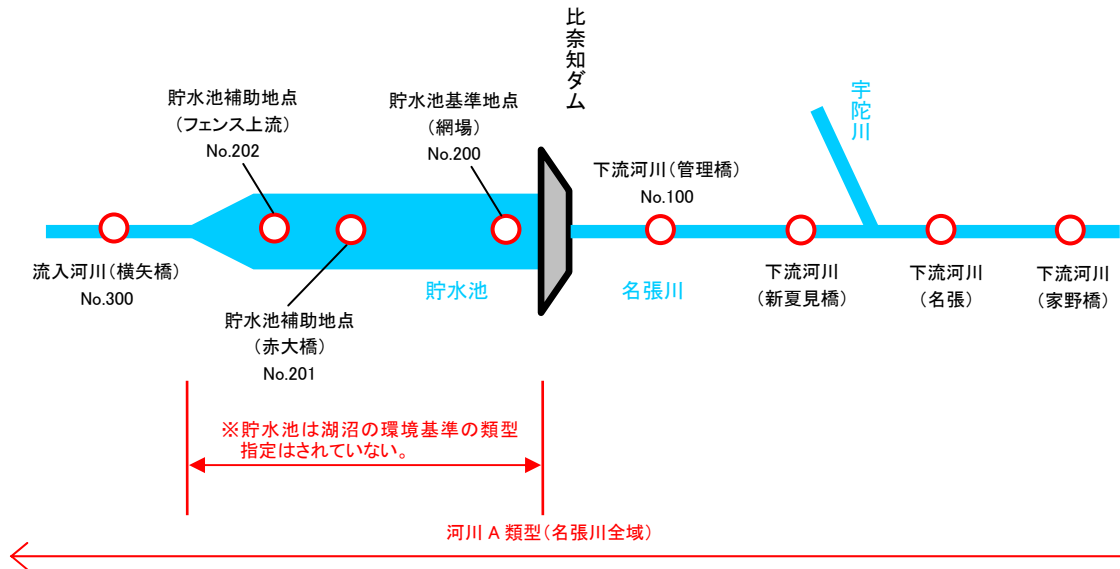 比奈知ダム
宇陀川
貯水池補助地点
（フェンス上流）
No.202
貯水池基準地点
（網場）
No.200
下流河川（管理橋）
No.100
流入河川（横矢橋）
No.300
貯水池補助地点
（赤大橋）
No.201
貯水池
名張川
下流河川
（新夏見橋）
下流河川
（名張）
下流河川
（家野橋）
※貯水池は湖沼の環境基準の類型
指定はされていない。
河川 A 類型（名張川全域）